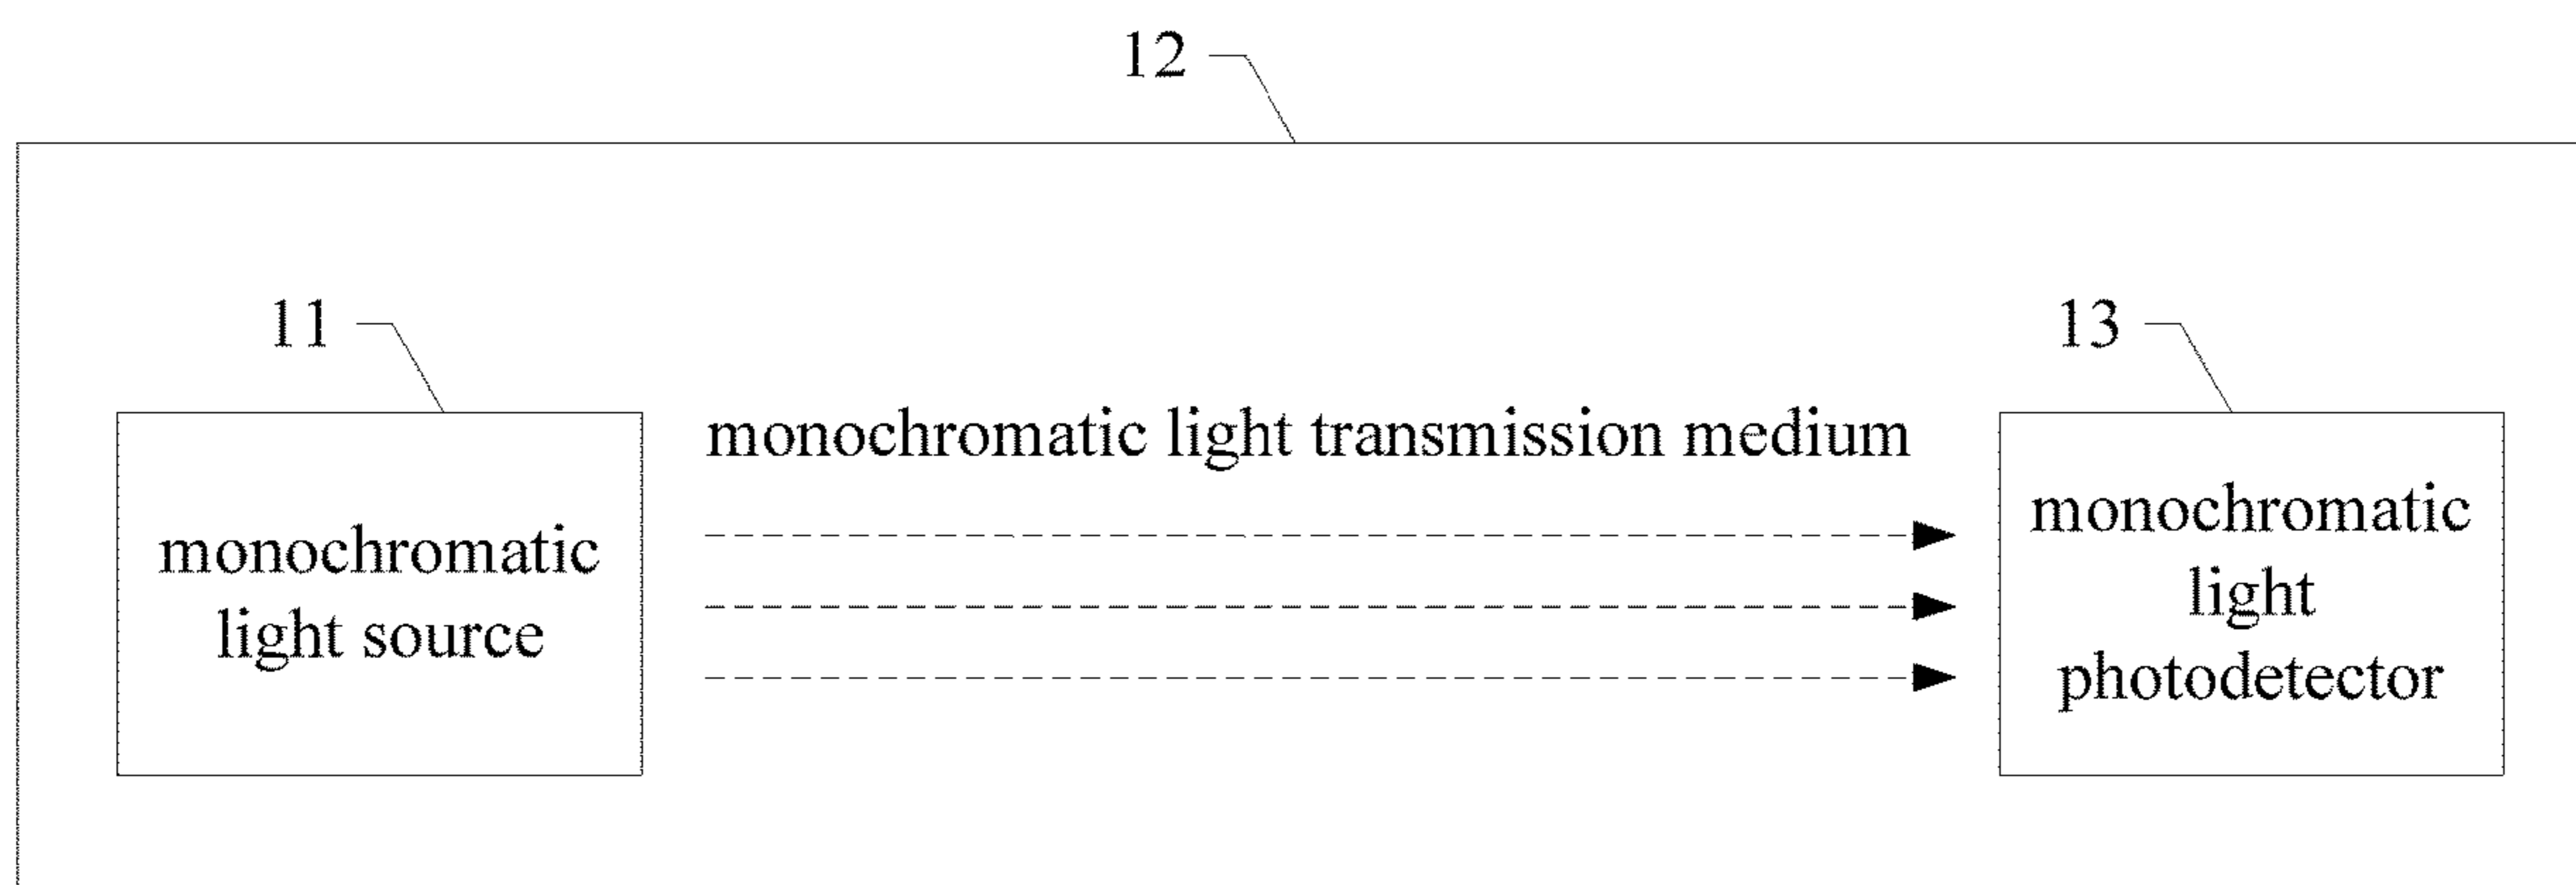 12
11
13
monochromatic light transmission medium
monochromatic
light source
monochromatic
light
photodetector